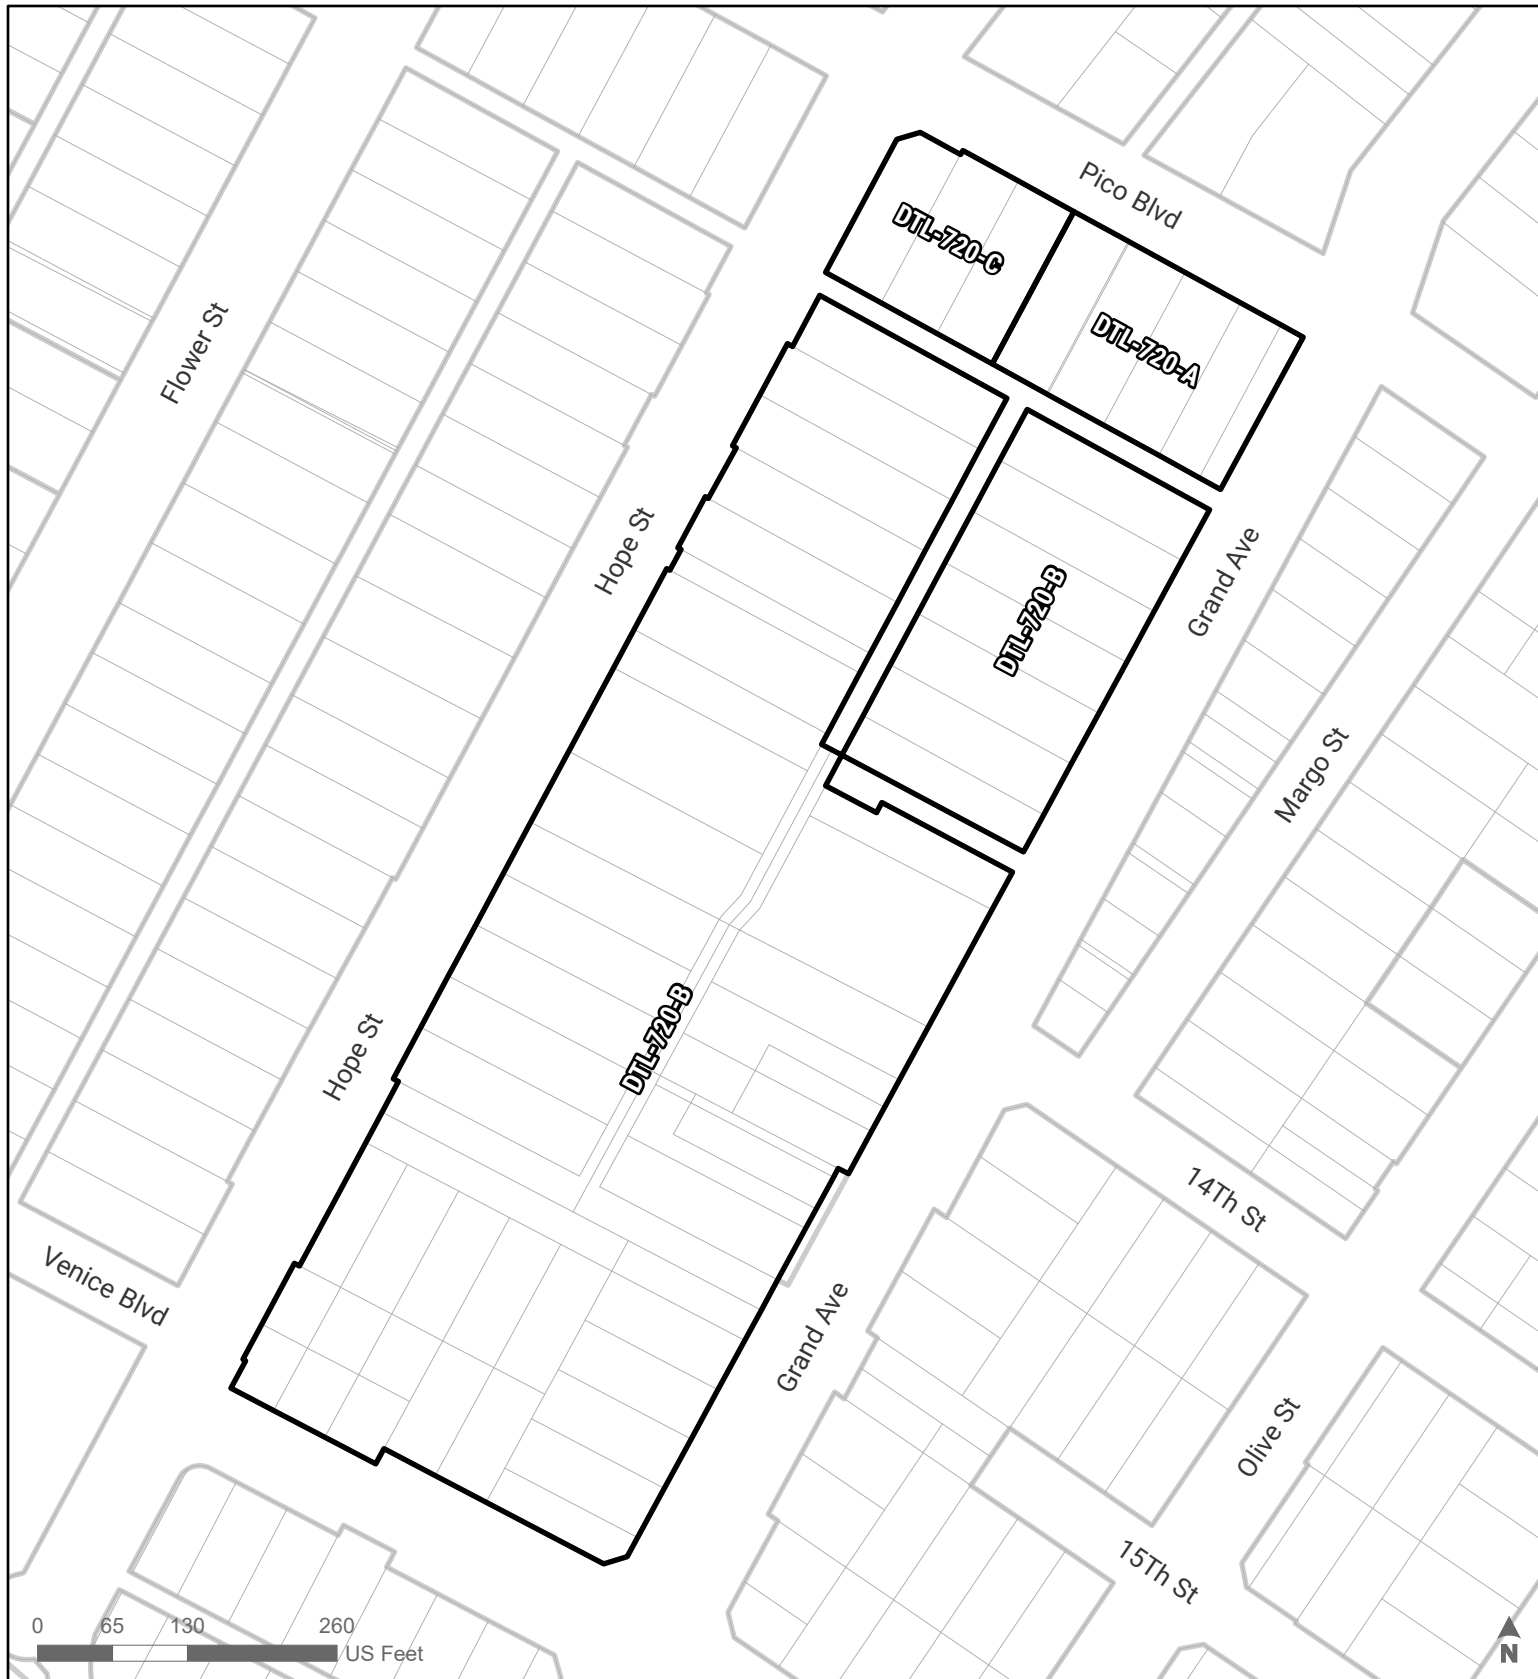 Pico Blvd
DTL-720-C
DTL-720-A
Flower St
Hope St
Grand Ave
DTL-720-B
Margo St
DTL-720-B
Hope St
14Th St
Venice Blvd
Grand Ave
Olive St
15Th St
0 65 130 260
US Feet
N